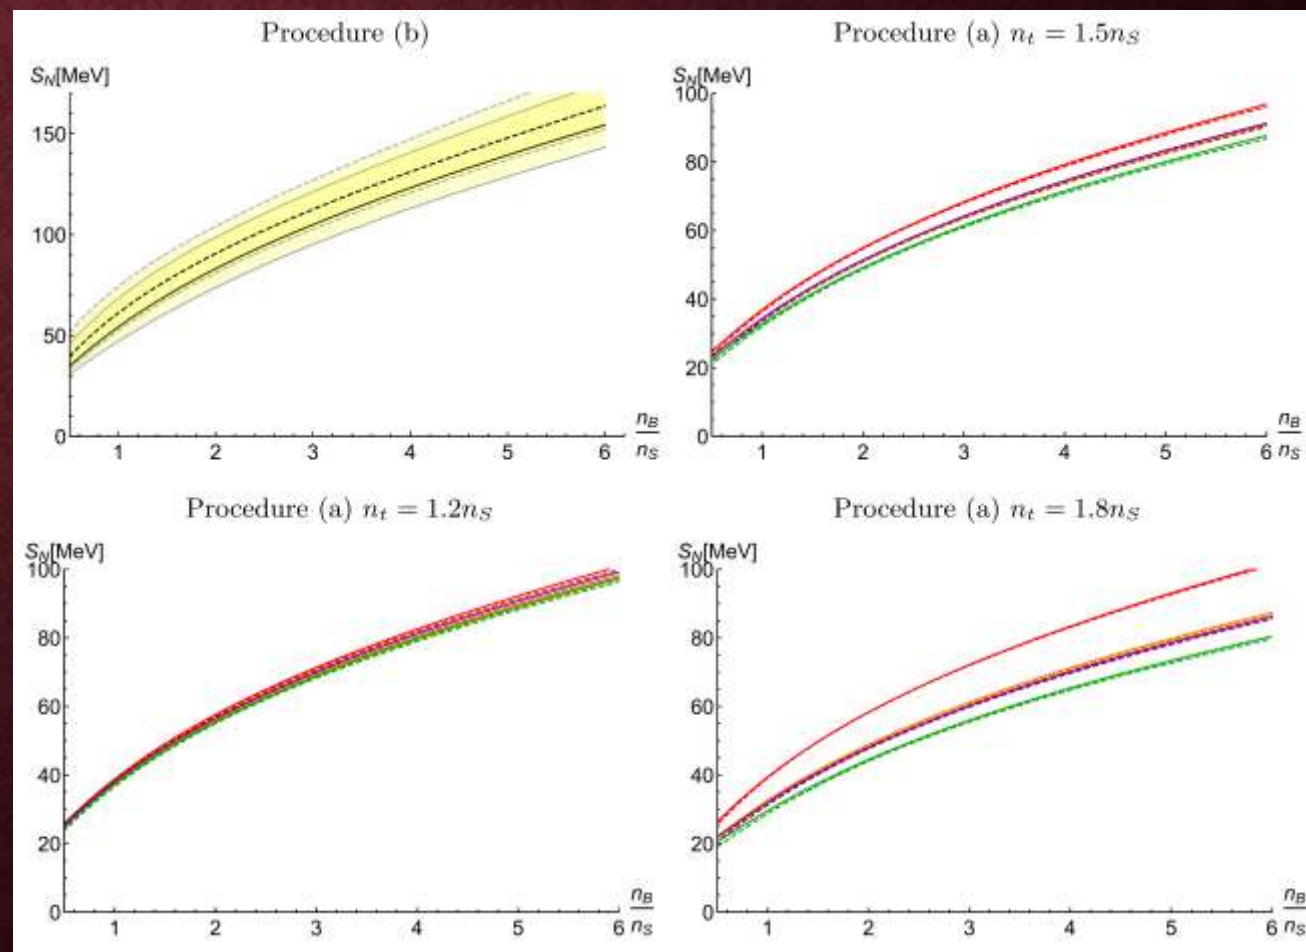 Procedure (b)
S_N[MeV]
150
100
50
0
1 2 3 4 5 6
n_B
n_S
Procedure (a) n_t = 1.5n_S
S_N[MeV]
100
80
60
40
20
0
1 2 3 4 5 6
n_B
n_S
Procedure (a) n_t = 1.2n_S
S_N[MeV]
100
80
60
40
20
0
1 2 3 4 5 6
n_B
n_S
Procedure (a) n_t = 1.8n_S
S_N[MeV]
100
80
60
40
20
0
1 2 3 4 5 6
n_B
n_S